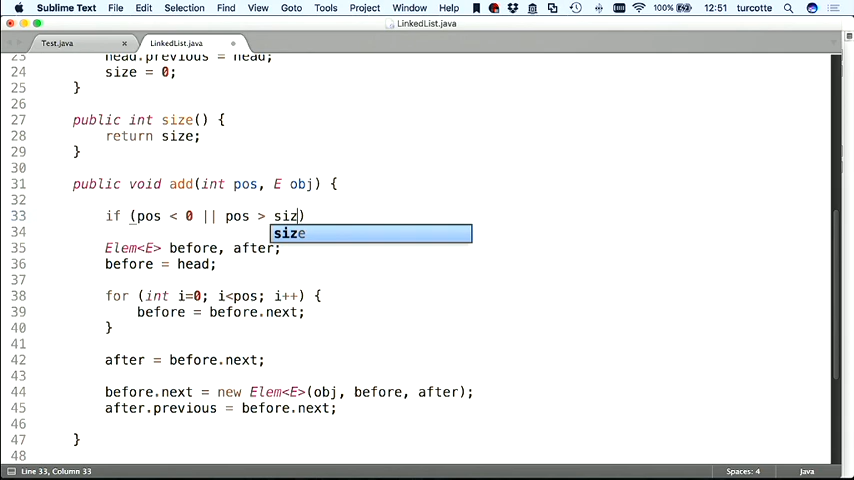 Sublime Text File Edit Selection Find View Goto Tools Project Window Help 100% 12:51 turcotte
LinkedList.java
Test.java × LinkedList.java
23 head.previous = head;
24 size = 0;
25 }
26
27 public int size() {
28 return size;
29 }
30
31 public void add(int pos, E obj) {
32
33 if (pos < 0 || pos > siz)
size
34
35 Elem<E> before, after;
36 before = head;
37
38 for (int i=0; i<pos; i++) {
39 before = before.next;
40 }
41
42 after = before.next;
43
44 before.next = new Elem<E>(obj, before, after);
45 after.previous = before.next;
46
47 }
48
Line 33, Column 33 Spaces: 4 Java